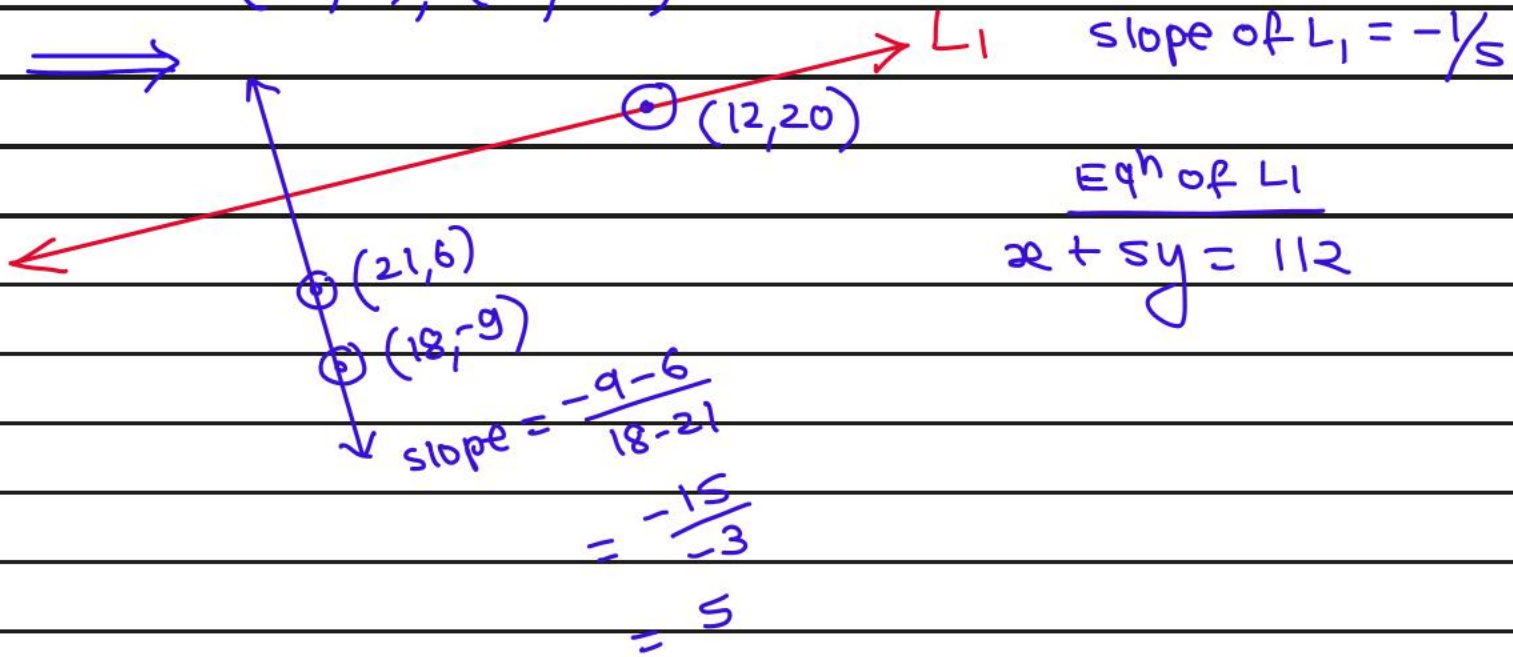 L1
slope of L1 = -1/5
(12,20)
Eqn of L1
x + 5y = 112
(21,6)
(18,-9)
slope = -9-6/18-21
= -15/-3
= 5